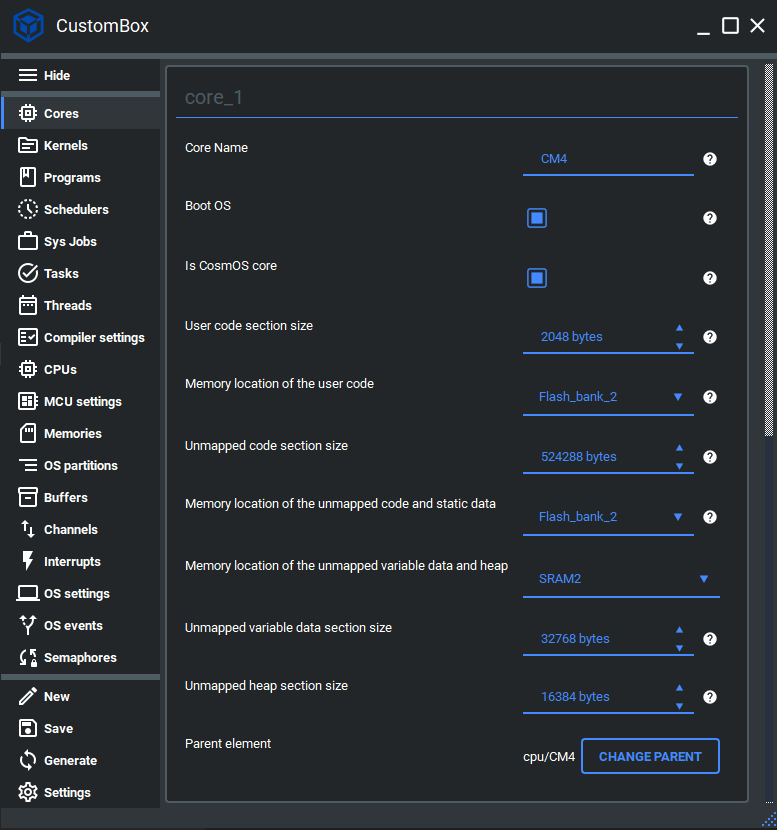 CustomBox
Hide
Cores
Kernels
Programs
Schedulers
Sys Jobs
Tasks
Threads
Compiler settings
CPUs
MCU settings
Memories
OS partitions
Buffers
Channels
Interrupts
OS settings
OS events
Semaphores
New
Save
Generate
Settings
core_1
Core Name
CM4
?
Boot OS
?
Is CosmOS core
?
User code section size
2048 bytes
?
Memory location of the user code
Flash_bank_2
?
Unmapped code section size
524288 bytes
?
Memory location of the unmapped code and static data
Flash_bank_2
?
Memory location of the unmapped variable data and heap
SRAM2
Unmapped variable data section size
32768 bytes
?
Unmapped heap section size
16384 bytes
?
Parent element
cpu/CM4
CHANGE PARENT